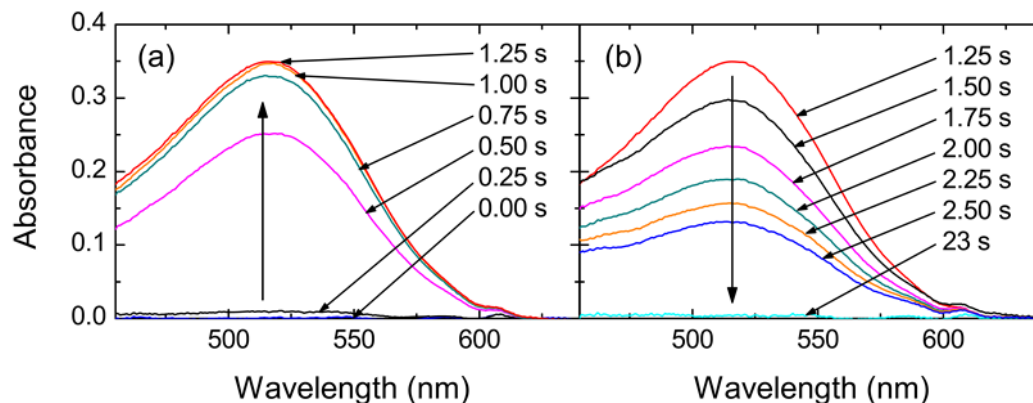 0.4
0.3
0.2
0.1
0.0
Absorbance
(a)
1.25 s
1.00 s
0.75 s
0.50 s
0.25 s
0.00 s
500 550 600
Wavelength (nm)
(b)
1.25 s
1.50 s
1.75 s
2.00 s
2.25 s
2.50 s
23 s
500 550 600
Wavelength (nm)